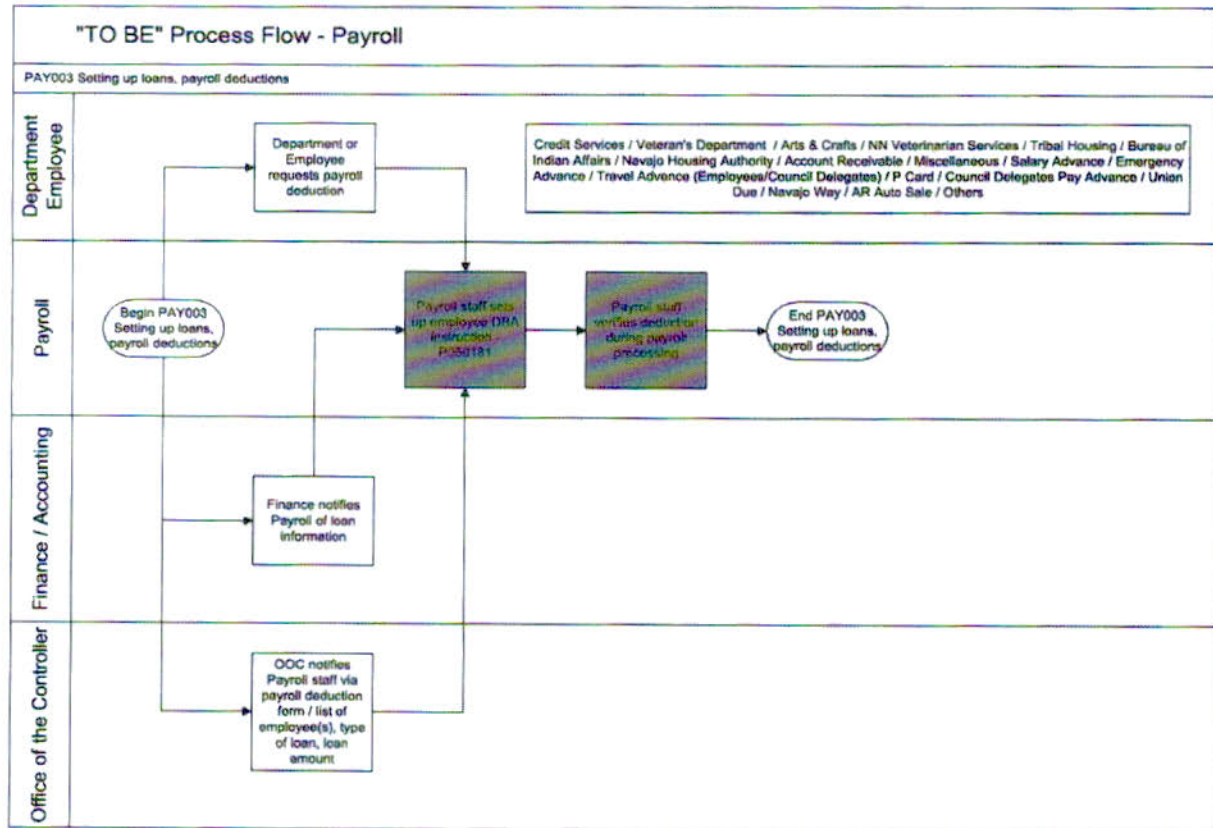 "TO BE" Process Flow - Payroll
PAY003 Setting up loans, payroll deductions
Department
Employee
Department or
Employee
requests payroll
deduction
Credit Services / Veteran's Department / Arts & Crafts / NN Veterinarian Services / Tribal Housing / Bureau of
Indian Affairs / Navajo Housing Authority / Account Receivable / Miscellaneous / Salary Advance / Emergency
Advance / Travel Advance (Employees/Council Delegates) / P Card / Council Delegates Pay Advance / Union
Due / Navajo Way / AR Auto Sale / Others
Payroll
Begin PAY003
Setting up loans,
payroll deductions
Payroll staff sets
up employee DBA
instruction
P050181
Payroll staff
verifies deduction
during payroll
processing
End PAY003
Setting up loans,
payroll deductions
Finance / Accounting
Finance notifies
Payroll of loan
information
Office of the Controller
OOC notifies
Payroll staff via
payroll deduction
form / list of
employee(s), type
of loan, loan
amount